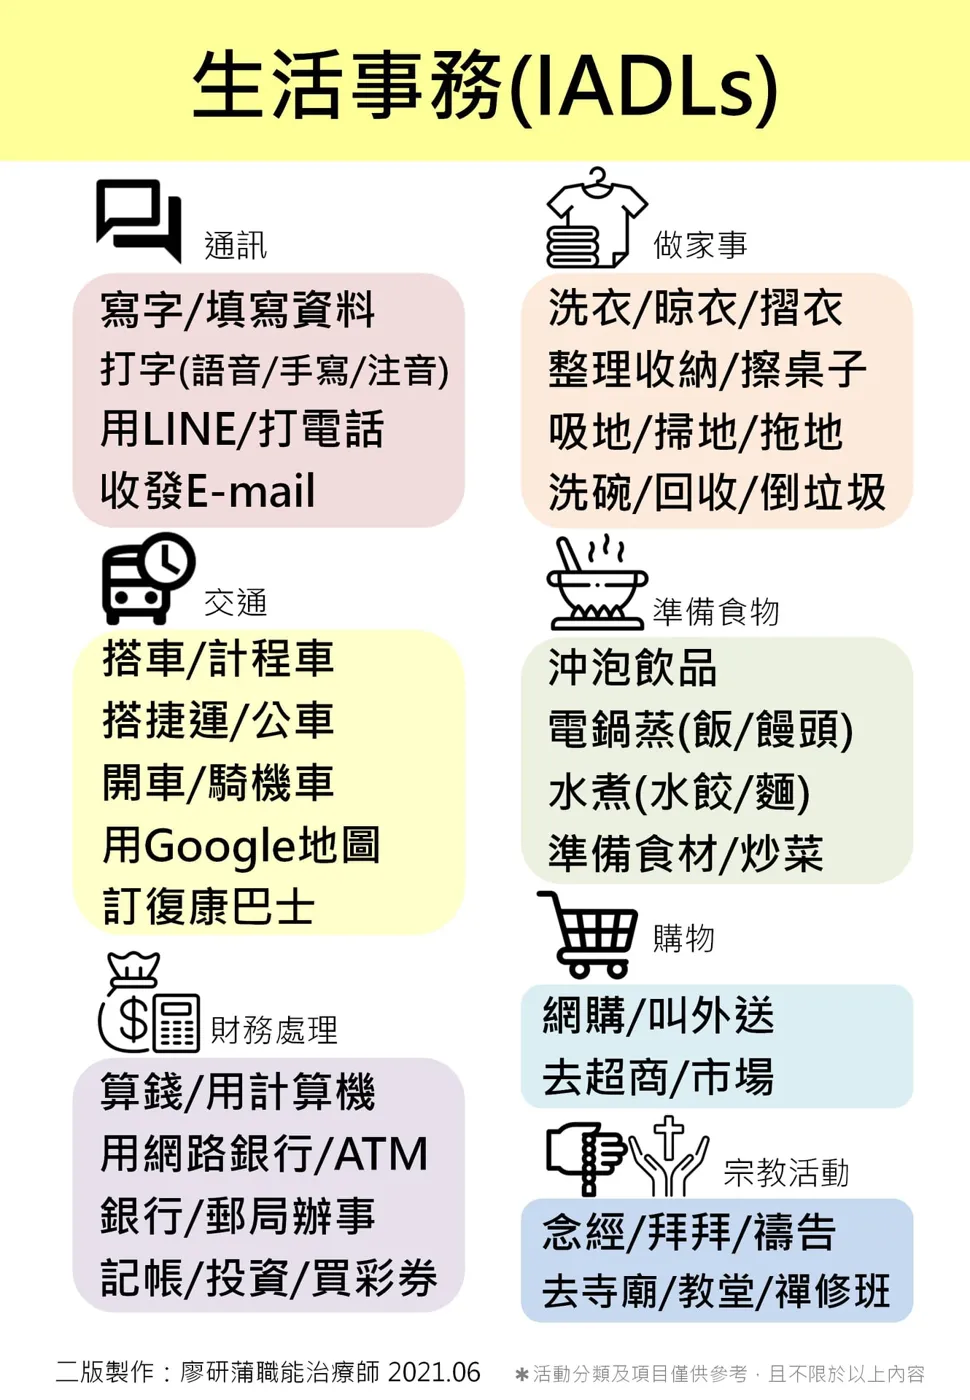 生活事務(IADLs)
通訊
寫字/填寫資料
打字(語音/手寫/注音)
用LINE/打電話
收發E-mail
交通
搭車/計程車
搭捷運/公車
開車/騎機車
用Google地圖
訂復康巴士
$
財務處理
算錢/用計算機
用網路銀行/ATM
銀行/郵局辦事
記帳/投資/買彩券
做家事
洗衣/晾衣/摺衣
整理收納/擦桌子
吸地/掃地/拖地
洗碗/回收/倒垃圾
準備食物
沖泡飲品
電鍋蒸(飯/饅頭)
水煮(水餃/麵)
準備食材/炒菜
購物
網購/叫外送
去超商/市場
宗教活動
念經/拜拜/禱告
去寺廟/教堂/禪修班
二版製作：廖研蒲職能治療師 2021.06
＊活動分類及項目僅供參考，且不限於以上內容